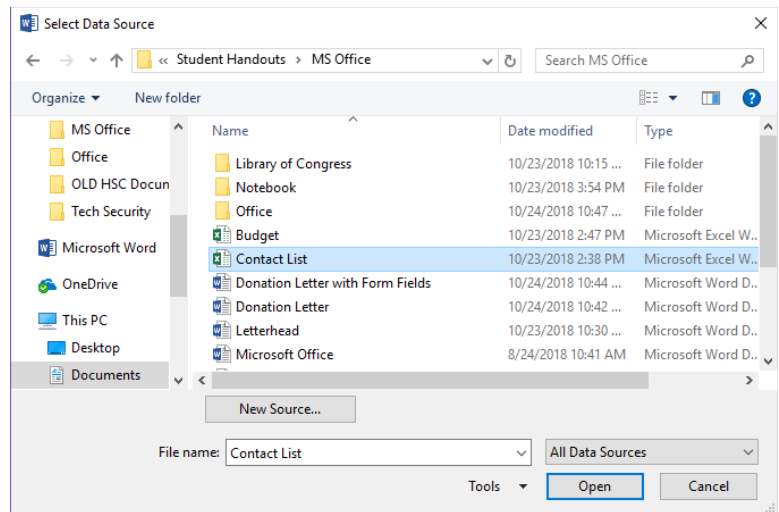 Select Data Source
« Student Handouts > MS Office
Search MS Office
Organize
New folder
MS Office
Office
OLD HSC Docun
Tech Security
Microsoft Word
OneDrive
This PC
Desktop
Documents
Name Date modified Type
Library of Congress 10/23/2018 10:15 ... File folder
Notebook 10/23/2018 3:54 PM File folder
Office 10/24/2018 10:47 ... File folder
Budget 10/23/2018 2:47 PM Microsoft Excel W...
Contact List 10/23/2018 2:38 PM Microsoft Excel W...
Donation Letter with Form Fields 10/24/2018 10:44 ... Microsoft Word D...
Donation Letter 10/24/2018 10:42 ... Microsoft Word D...
Letterhead 10/23/2018 10:30 ... Microsoft Word D...
Microsoft Office 8/24/2018 10:41 AM Microsoft Word D...
New Source...
File name: Contact List All Data Sources
Tools Open Cancel